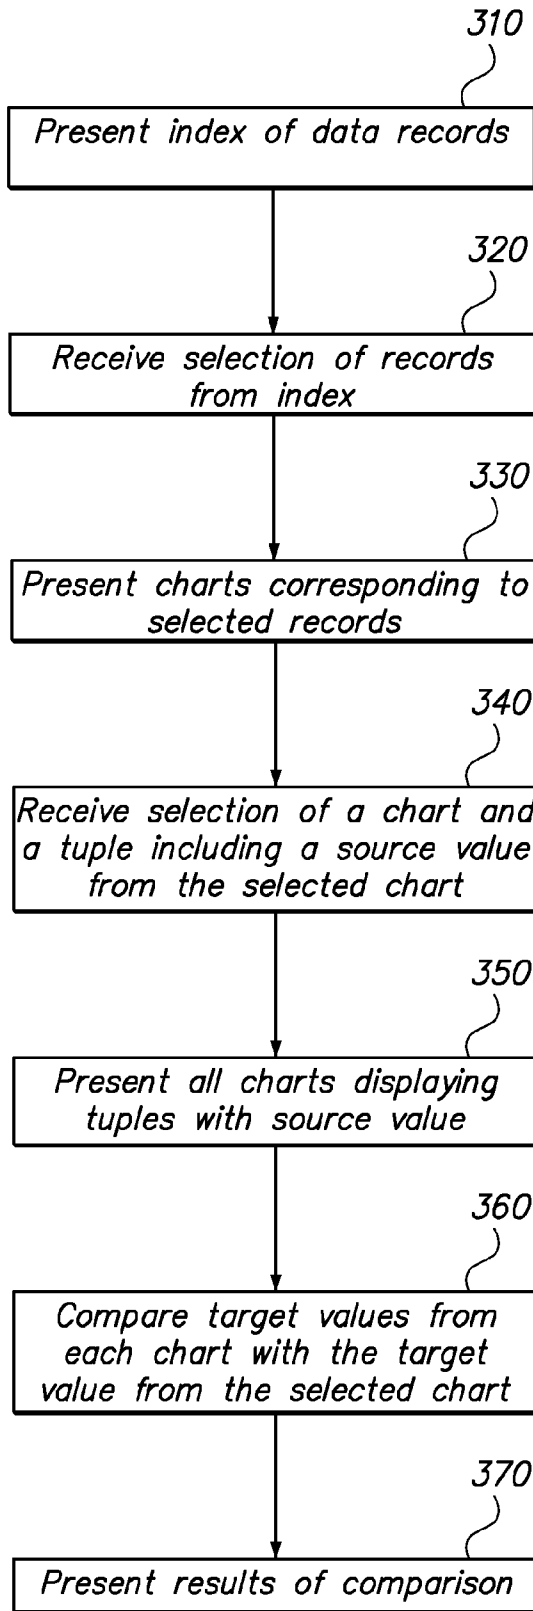 310
Present index of data records
320
Receive selection of records
from index
330
Present charts corresponding to
selected records
340
Receive selection of a chart and
a tuple including a source value
from the selected chart
350
Present all charts displaying
tuples with source value
360
Compare target values from
each chart with the target
value from the selected chart
370
Present results of comparison